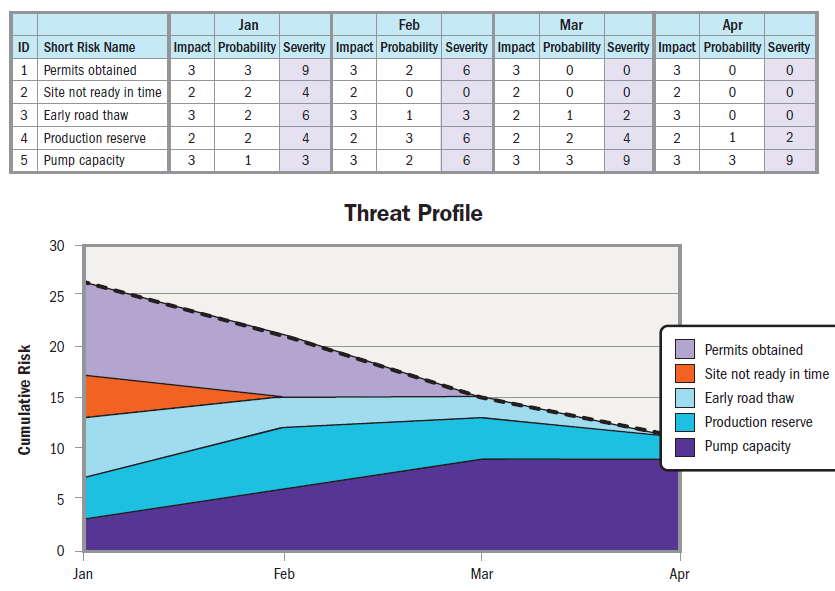 Jan Feb Mar Apr
ID Short Risk Name Impact Probability Severity Impact Probability Severity Impact Probability Severity Impact Probability Severity
1 Permits obtained 3 3 9 3 2 6 3 0 0 3 0 0
2 Site not ready in time 2 2 4 2 0 0 2 0 0 2 0 0
3 Early road thaw 3 2 6 3 1 3 2 1 2 3 0 0
4 Production reserve 2 2 4 2 3 6 2 2 4 2 1 2
5 Pump capacity 3 1 3 3 2 6 3 3 9 3 3 9
Threat Profile
30
25
20
15
10
5
0
Cumulative Risk
Jan Feb Mar Apr
Permits obtained
Site not ready in time
Early road thaw
Production reserve
Pump capacity